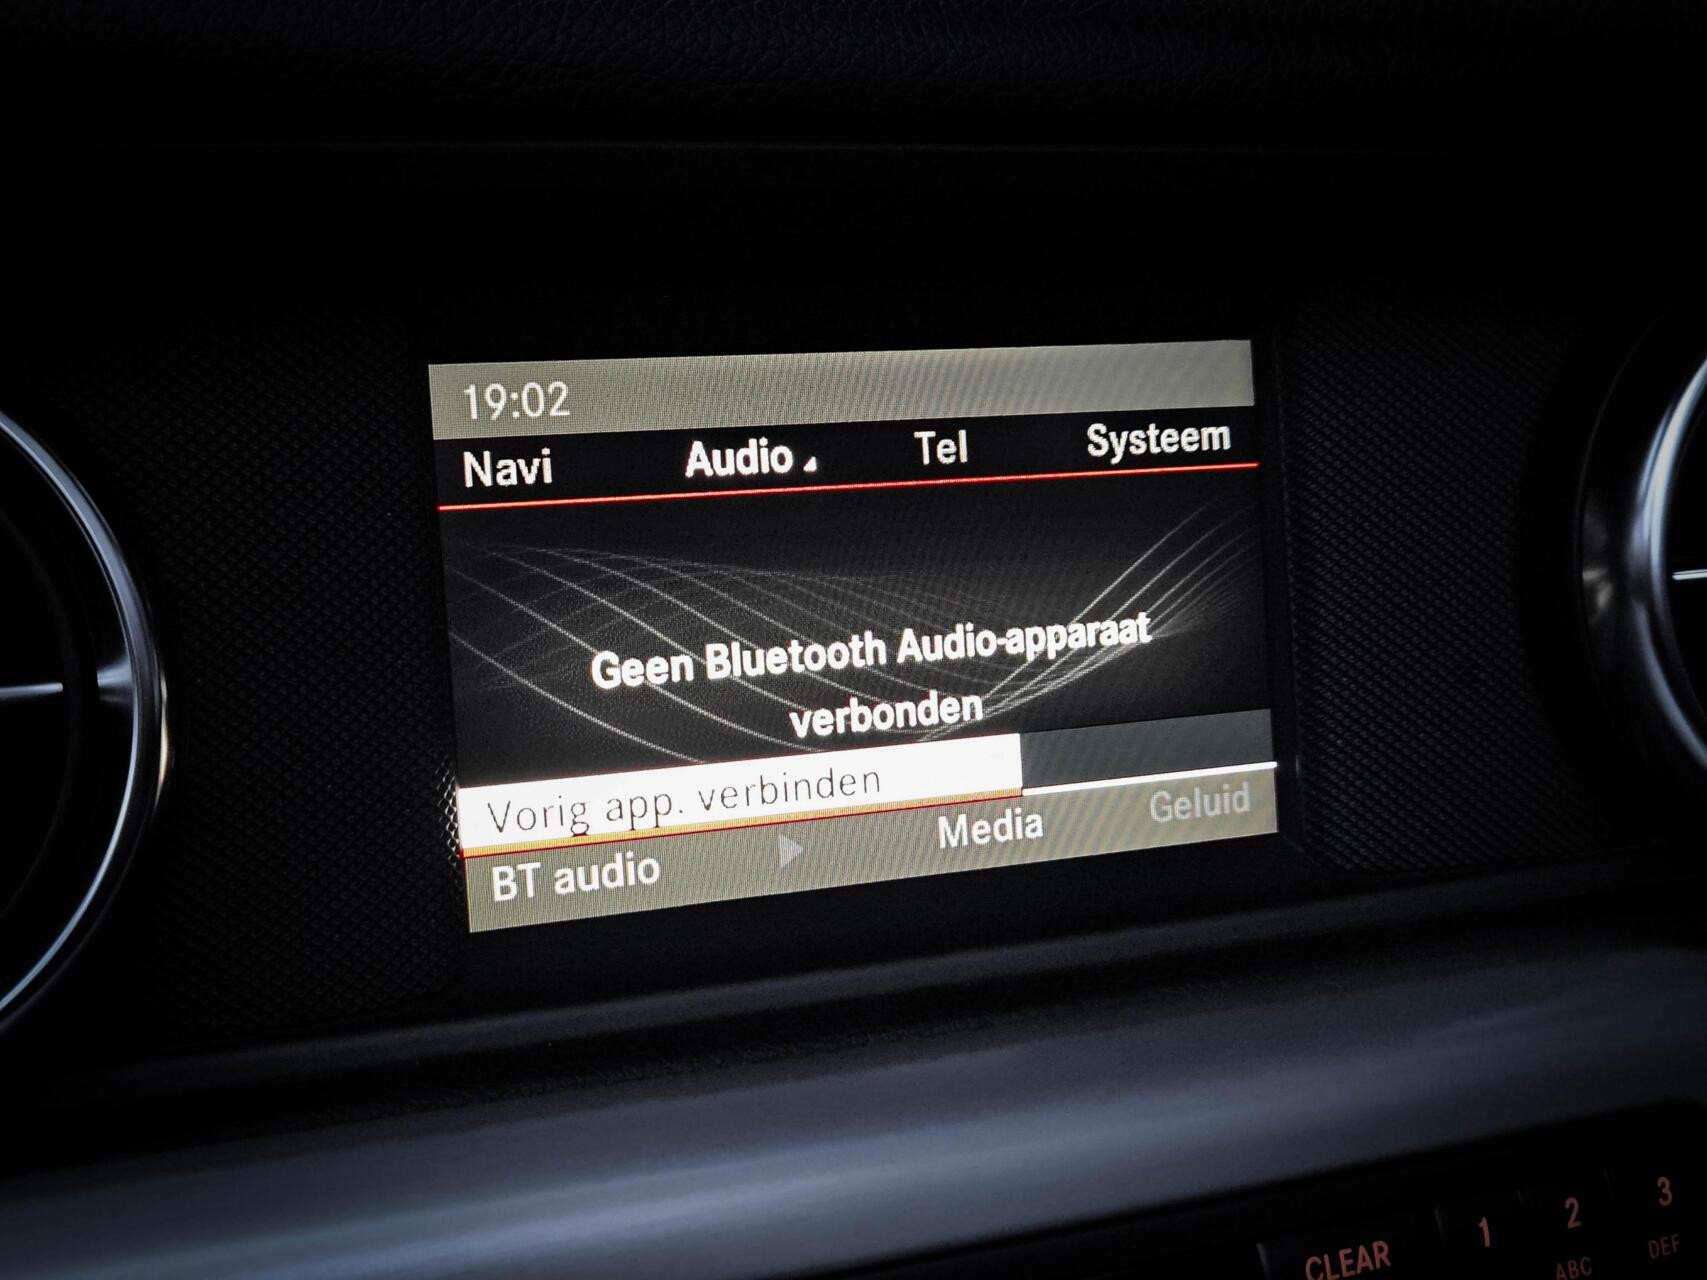 19:02
Navi Audio Tel Systeem
Geen Bluetooth Audio-apparaat
verbonden
Vorig app. verbinden
BT audio Media Geluid
CLEAR 1 2 3
ABC DEF